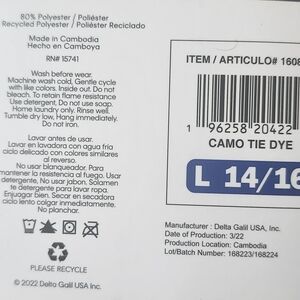 80% Polyester / Poliéster
Recycled Polyester / Poliéster Reciclado
Made in Cambodia
Hecho en Camboya
RN# 15741
Wash before wear.
Machine wash cold, Gentle cycle
with like colors. Inside out. Do not
bleach. To retain flame resistance
Use detergent. Do not use soap.
Home laundry only. Rinse well.
Tumble dry low, Hang immediately.
Do not iron.
Lavar antes de usar.
Lavar en lavadora con agua fría
ciclo delicado con colores similares
al reverso.
No usar blanqueador. Para
mantener la resistencia al fuego. Usar
detergente. No usar jabón. Solamente
en detergente para lavar ropa.
Enjuagar bien. Secar en secadora en
ciclo lento colgar inmediatamente.
No planchar.
PLEASE RECYCLE
© 2022 Delta Galil USA Inc.
ITEM / ARTICULO# 1608
1 96258 20422
CAMO TIE DYE
L 14/16
Manufacturer : Delta Galil USA, Inc.
Date of Production : 3/22
Production Location: Cambodia
Lot/Batch Number: 168223/168224